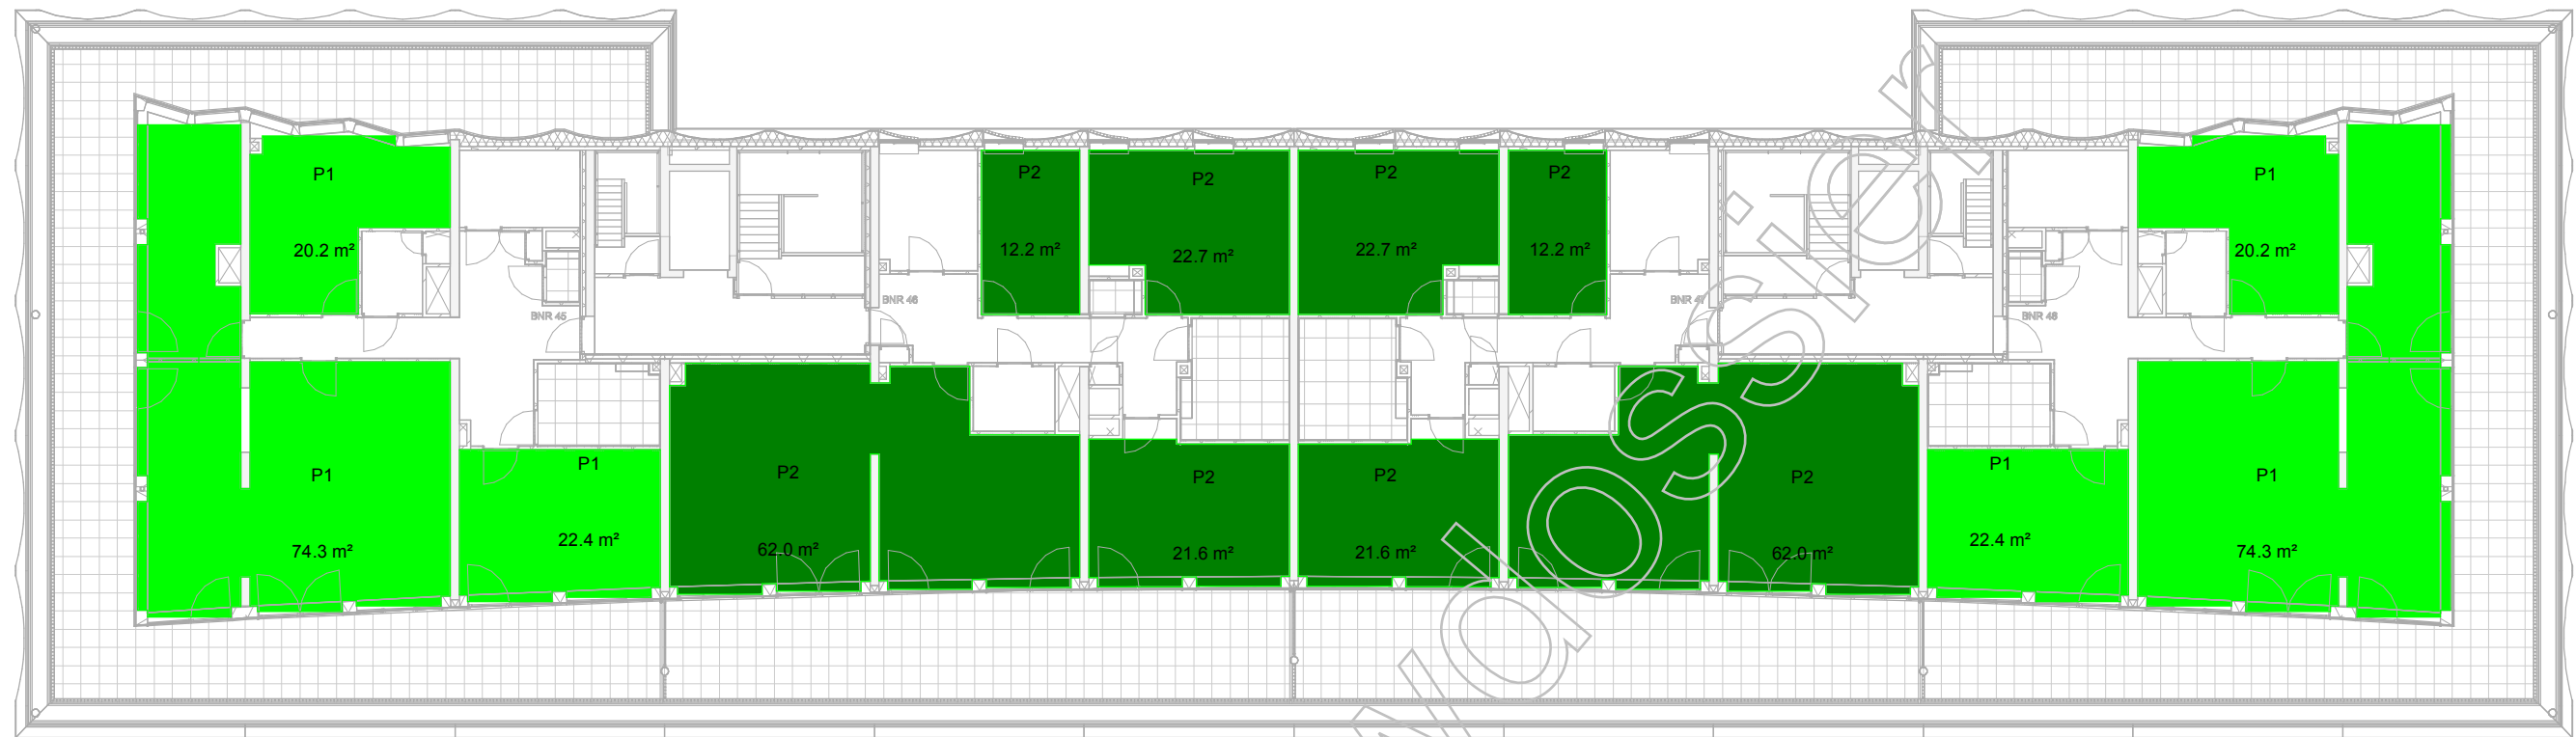 P1
20.2 m²
P2
12.2 m²
P2
22.7 m²
P2
22.7 m²
P2
12.2 m²
P1
20.2 m²
BNR 45
BNR 46
BNR 47
BNR 48
P1
74.3 m²
P1
22.4 m²
P2
62.0 m²
P2
21.6 m²
P2
21.6 m²
P2
62.0 m²
P1
22.4 m²
P1
74.3 m²